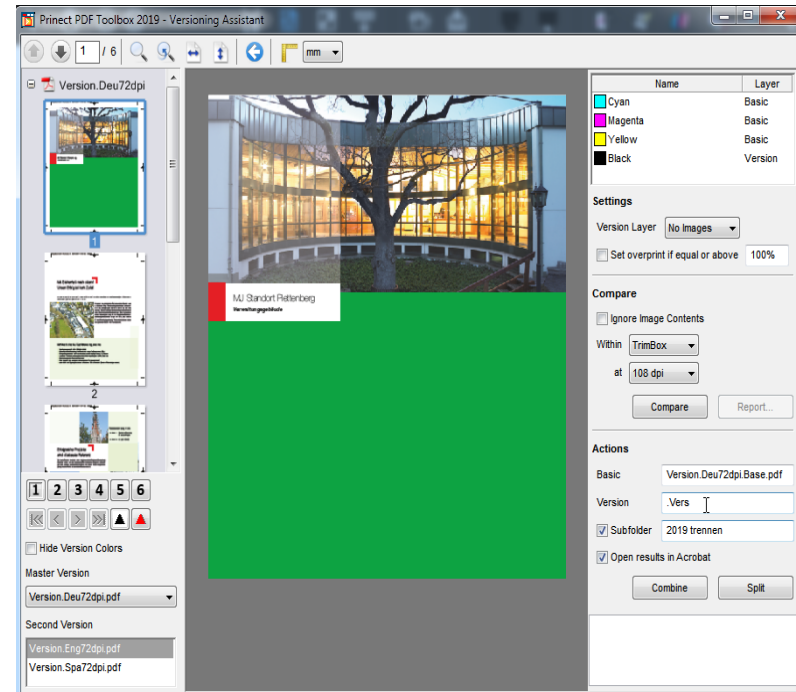 Prinect PDF Toolbox 2019 - Versioning Assistant
1 / 6
mm
Version.Deu72dpi
1
2
1 2 3 4 5 6
Hide Version Colors
Master Version
Version.Deu72dpi.pdf
Second Version
Version.Eng72dpi.pdf
Version.Spa72dpi.pdf
MJ Standort Plettenberg
Verwaltungsgebäude
Name Layer
Cyan Basic
Magenta Basic
Yellow Basic
Black Version
Settings
Version Layer No Images
Set overprint if equal or above 100%
Compare
Ignore Image Contents
Within TrimBox
at 108 dpi
Compare Report...
Actions
Basic Version.Deu72dpi.Base.pdf
Version .Vers
Subfolder 2019 trennen
Open results in Acrobat
Combine Split